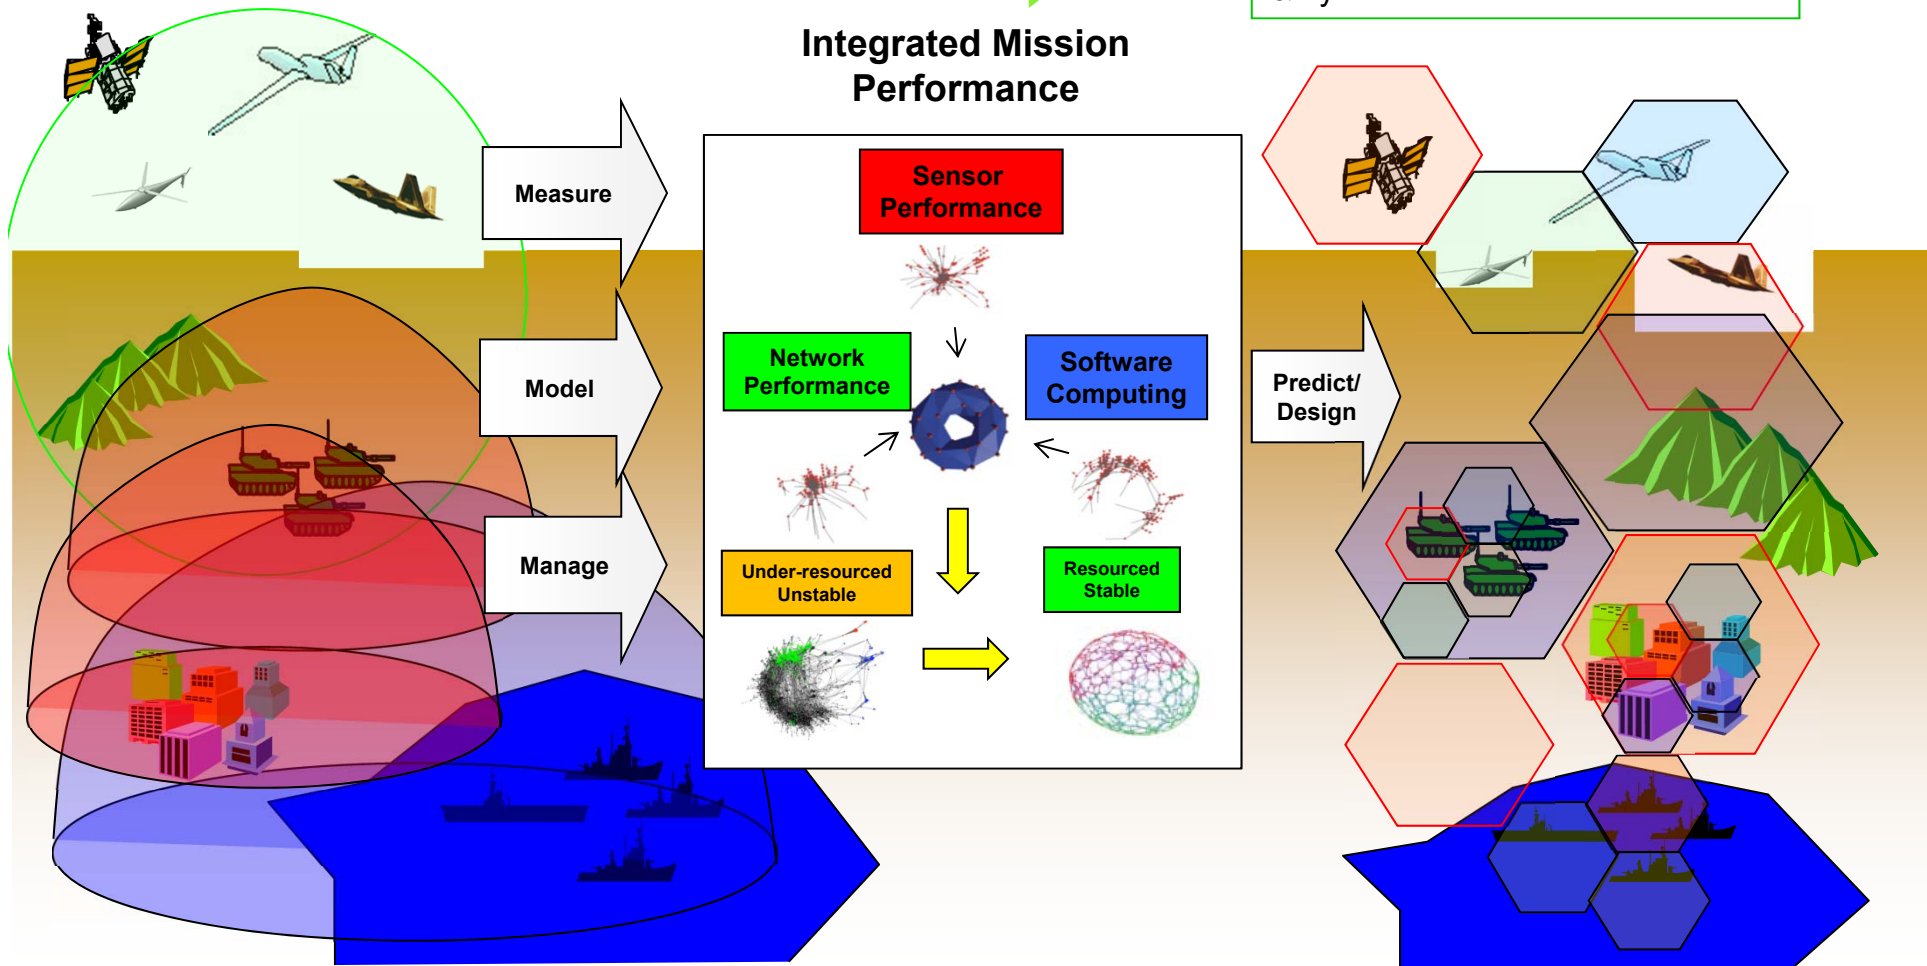 Integrated Mission
Performance
Measure
Model
Manage
Sensor
Performance
Network
Performance
Software
Computing
Under-resourced
Unstable
Resourced
Stable
Predict/
Design